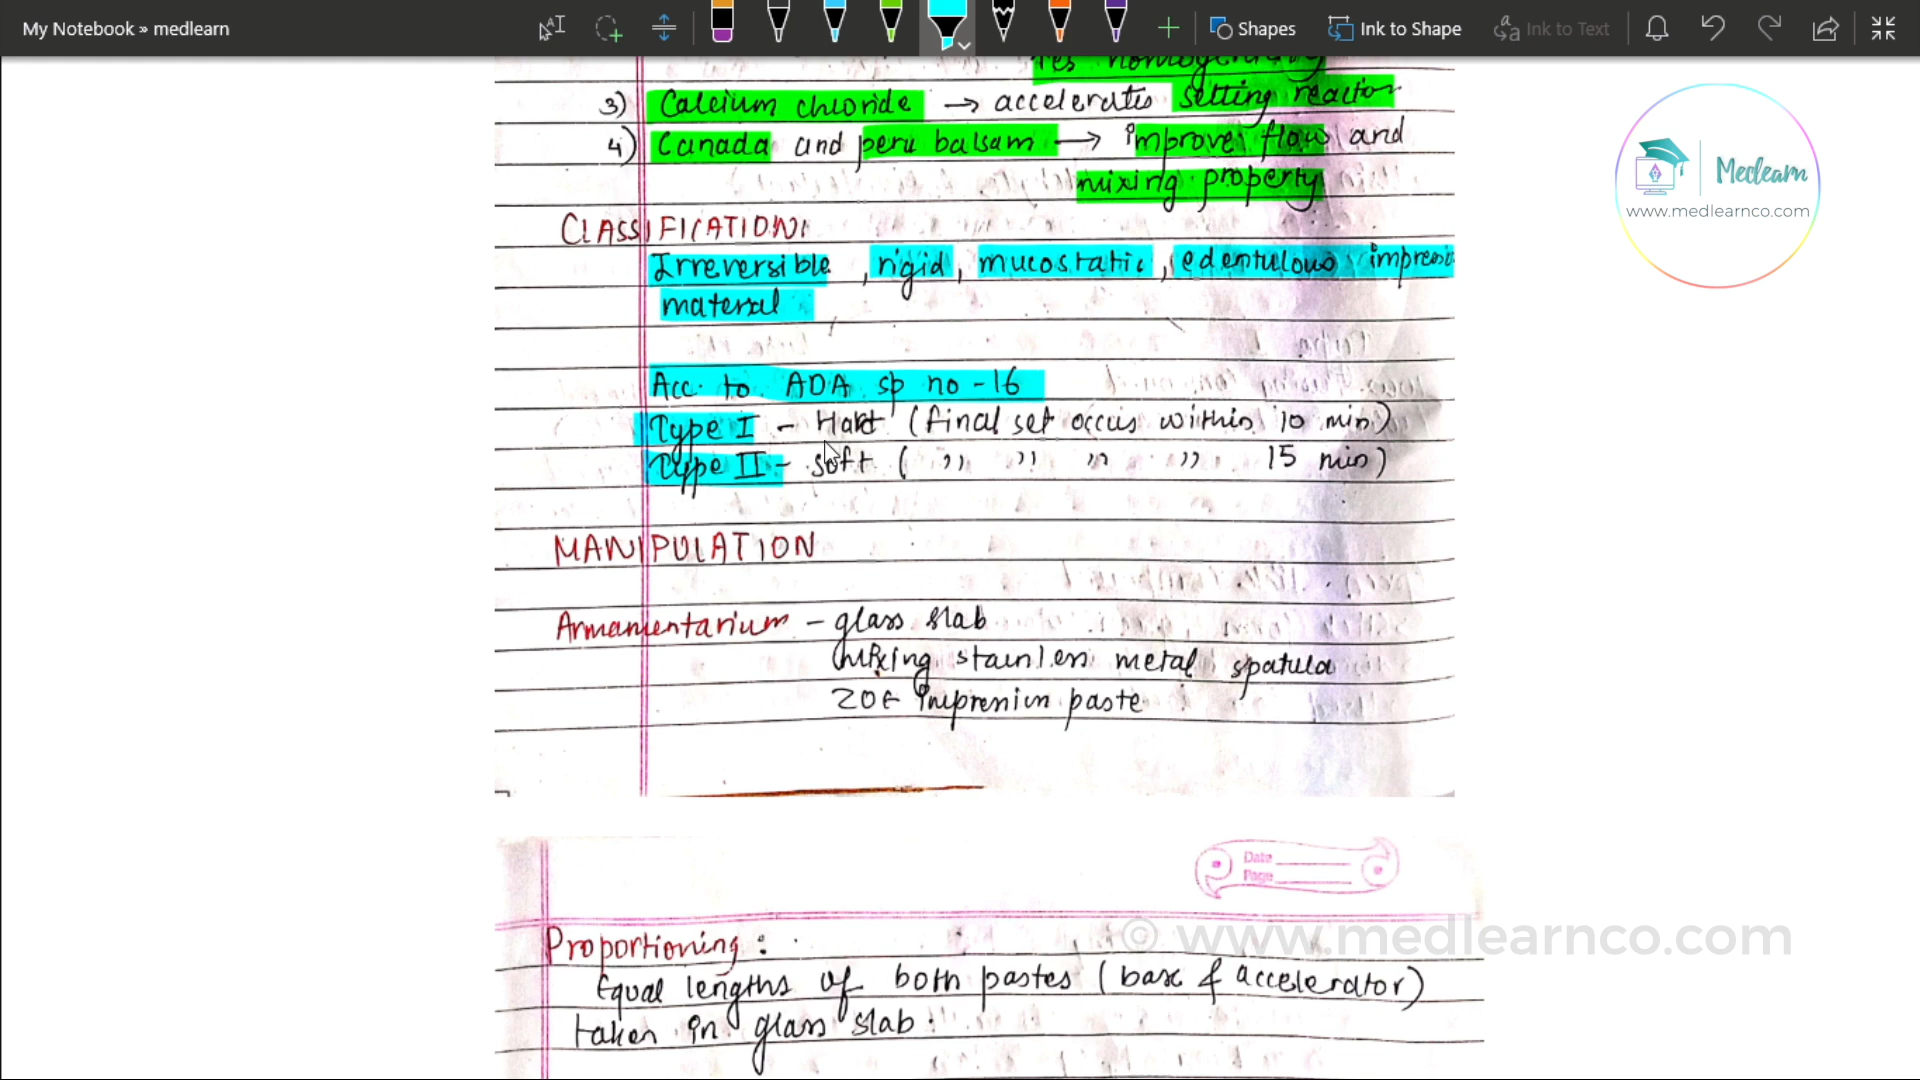 My Notebook » medlearn
Shapes
Ink to Shape
Ink to Text
3) Calcium chloride → accelerates setting reactor
4) Canada and peru balsam → improves flow and
mixing property
Medlearn
www.medlearnco.com
CLASSIFICATION:
Irreversible, rigid, mucostatic, edentulous impressi
material
Acc. to ADA sp no - 16
Type I - Hard (final set occus within 10 min)
Type II - soft ( ,, ,, ,, ,, 15 min)
MANIPULATION
Armamentarium - glass slab
mixing stainless metal spatula
ZOE impression paste
Date
Page
© www.medlearnco.com
Proportioning :
Equal lengths of both pastes (base & accelerator)
taken in glass slab.